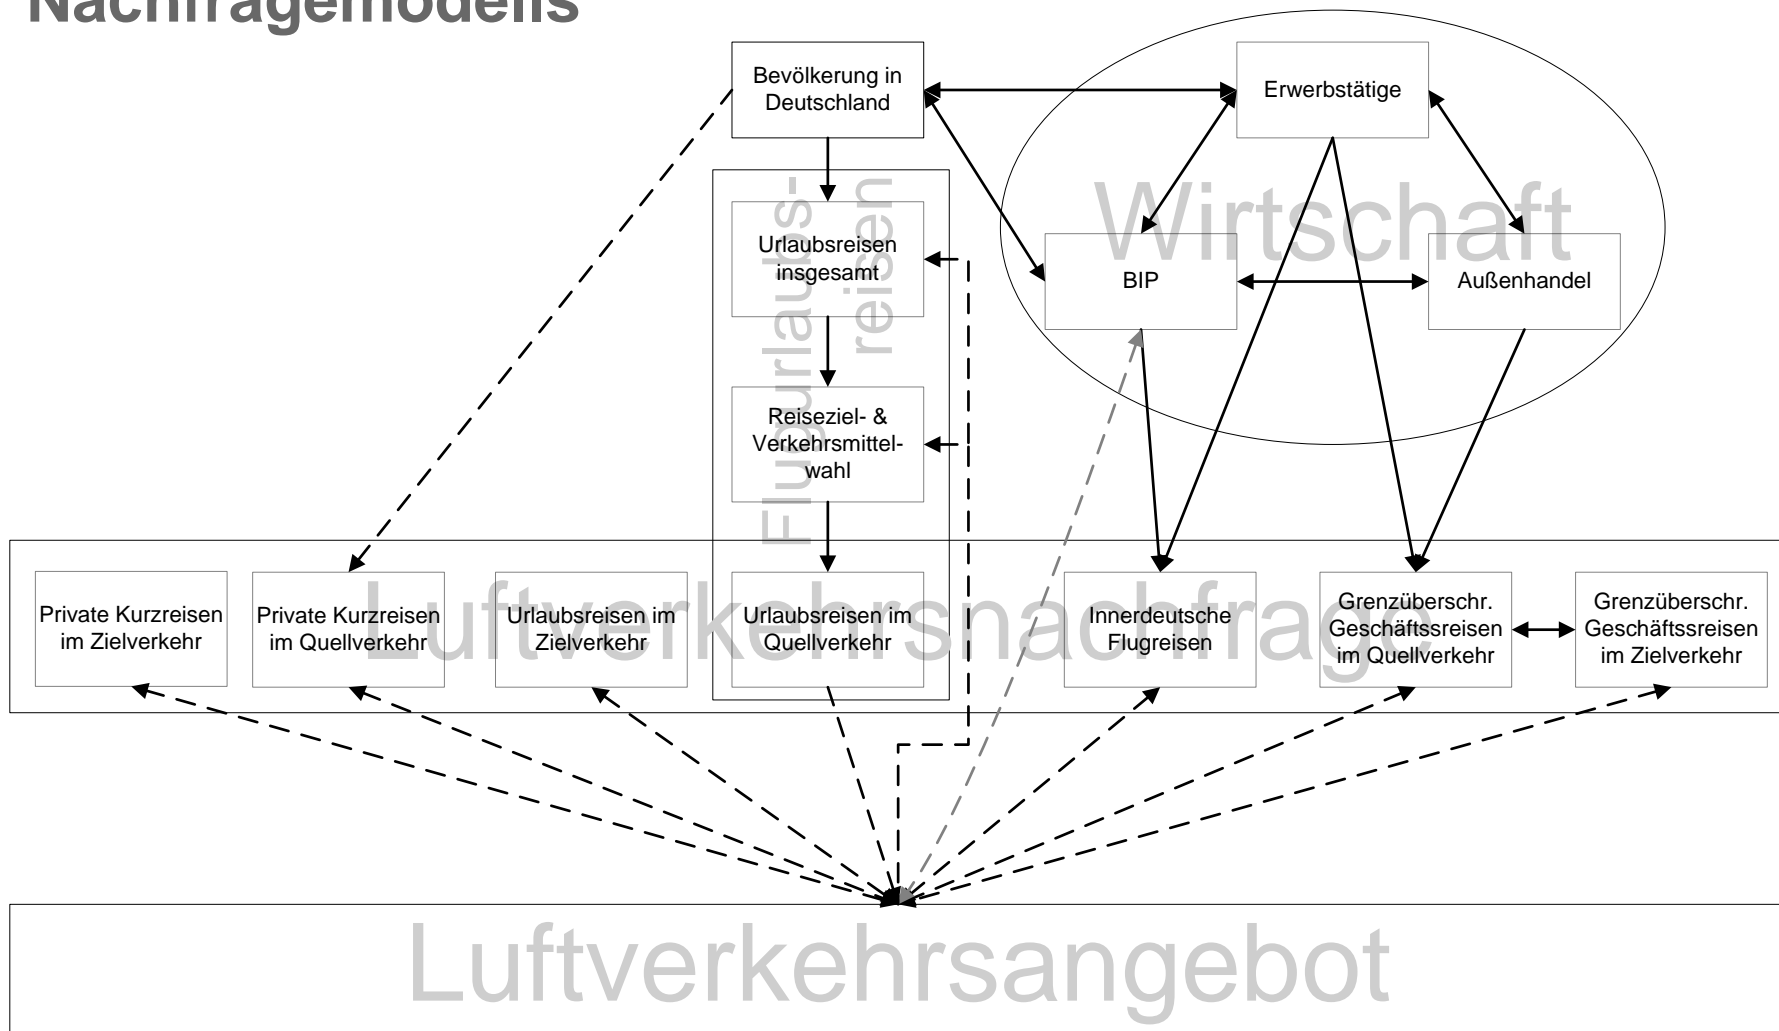 Nachfragemodells
Bevölkerung in
Deutschland
Erwerbstätige
Wirtschaft
Flugurlaubs-
reisen
Urlaubsreisen
insgesamt
BIP
Außenhandel
Reiseziel- &
Verkehrsmittel-
wahl
Luftverkehrsnachfrage
Private Kurzreisen
im Zielverkehr
Private Kurzreisen
im Quellverkehr
Urlaubsreisen im
Zielverkehr
Urlaubsreisen im
Quellverkehr
Innerdeutsche
Flugreisen
Grenzüberschr.
Geschäftssreisen
im Quellverkehr
Grenzüberschr.
Geschäftssreisen
im Zielverkehr
Luftverkehrsangebot